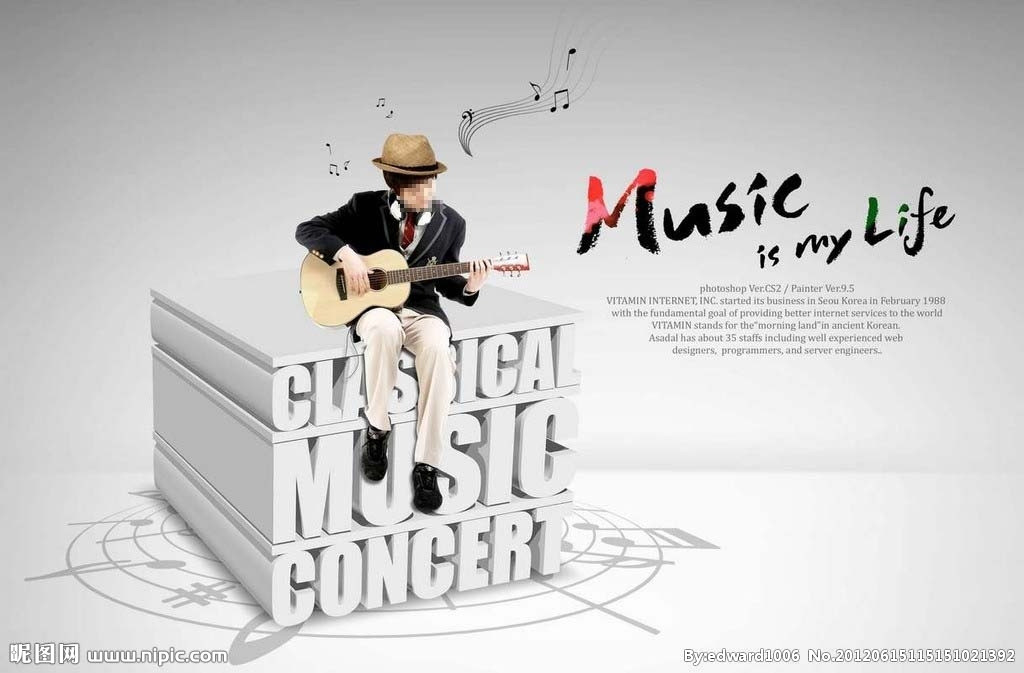 Music
is my Life
photoshop Ver.CS2 / Painter Ver.9.5
VITAMIN INTERNET, INC. started its business in Seou Korea in February 1988
with the fundamental goal of providing better internet services to the world
VITAMIN stands for the"morning land"in ancient Korean.
Asadal has about 35 staffs including well experienced web
designers, programmers, and server engineers..
CLASSICAL
MUSIC
CONCERT
昵图网 www.nipic.com
By:edward1006 No.20120615115151021392